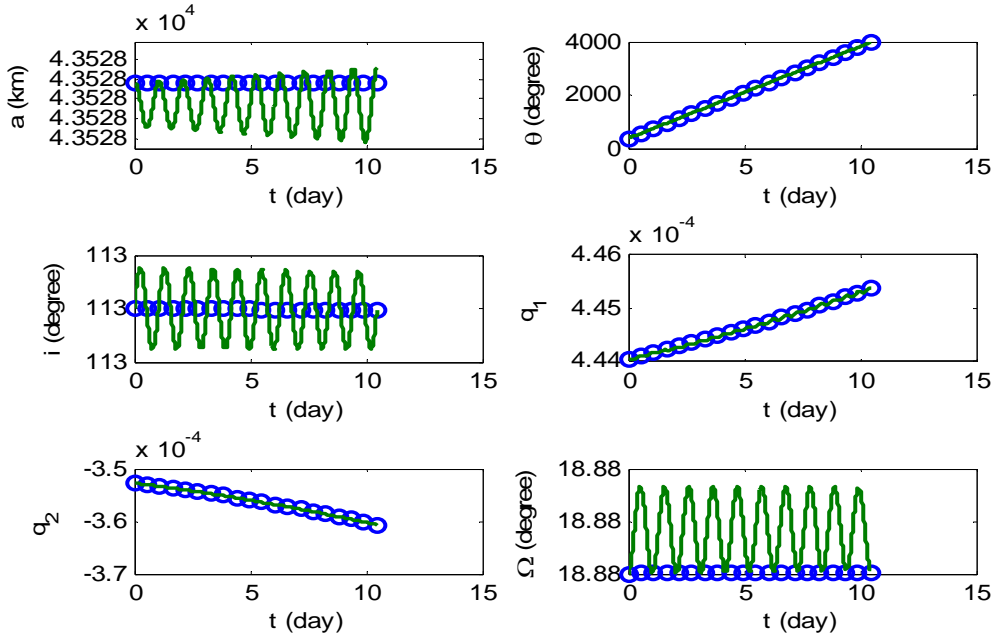 x 10^4
4.3528
4.3528
4.3528
4.3528
4.3528
a (km)
0 5 10 15
t (day)
4000
2000
0
θ (degree)
0 5 10 15
t (day)
113
113
113
i (degree)
0 5 10 15
t (day)
x 10^-4
4.46
4.45
4.44
q_1
0 5 10 15
t (day)
x 10^-4
-3.5
-3.6
-3.7
q_2
0 5 10 15
t (day)
18.88
18.88
18.88
Ω (degree)
0 5 10 15
t (day)